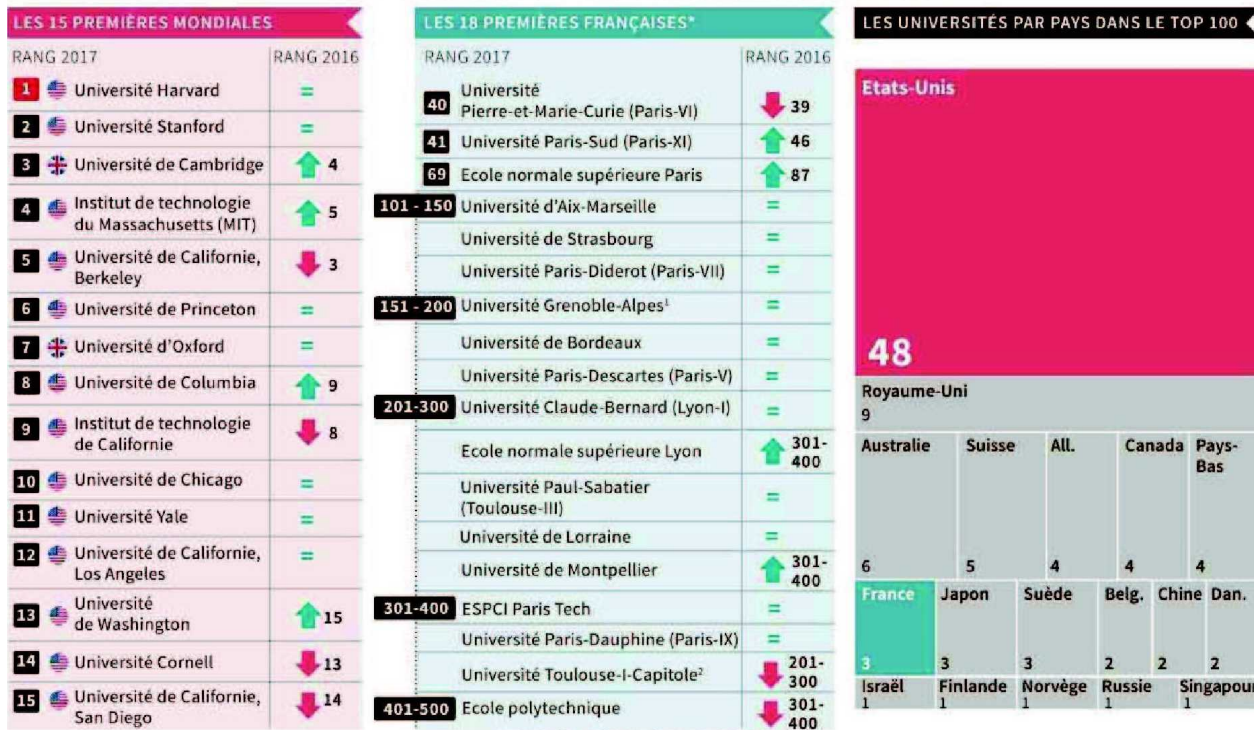 LES 15 PREMIÈRES MONDIALES
RANG 2017 RANG 2016
1 Université Harvard =
2 Université Stanford =
3 Université de Cambridge 4
4 Institut de technologie
du Massachusetts (MIT) 5
5 Université de Californie,
Berkeley 3
6 Université de Princeton =
7 Université d'Oxford =
8 Université de Columbia 9
9 Institut de technologie
de Californie 8
10 Université de Chicago =
11 Université Yale =
12 Université de Californie,
Los Angeles =
13 Université
de Washington 15
14 Université Cornell 13
15 Université de Californie,
San Diego 14
LES 18 PREMIÈRES FRANÇAISES*
RANG 2017 RANG 2016
40 Université
Pierre-et-Marie-Curie (Paris-VI) 39
41 Université Paris-Sud (Paris-XI) 46
69 Ecole normale supérieure Paris 87
101 - 150 Université d'Aix-Marseille =
Université de Strasbourg =
Université Paris-Diderot (Paris-VII) =
151 - 200 Université Grenoble-Alpes¹ =
Université de Bordeaux =
Université Paris-Descartes (Paris-V) =
201-300 Université Claude-Bernard (Lyon-I) =
Ecole normale supérieure Lyon 301-
400
Université Paul-Sabatier
(Toulouse-III) =
Université de Lorraine =
Université de Montpellier 301-
400
301-400 ESPCI Paris Tech =
Université Paris-Dauphine (Paris-IX) =
Université Toulouse-I-Capitole² 201-
300
401-500 Ecole polytechnique 301-
400
LES UNIVERSITÉS PAR PAYS DANS LE TOP 100
Etats-Unis
48
Royaume-Uni
9
Australie Suisse All. Canada Pays-
Bas
6 5 4 4 4
France Japon Suède Belg. Chine Dan.
3 3 3 2 2 2
Israël Finlande Norvège Russie Singapour
1 1 1 1 1